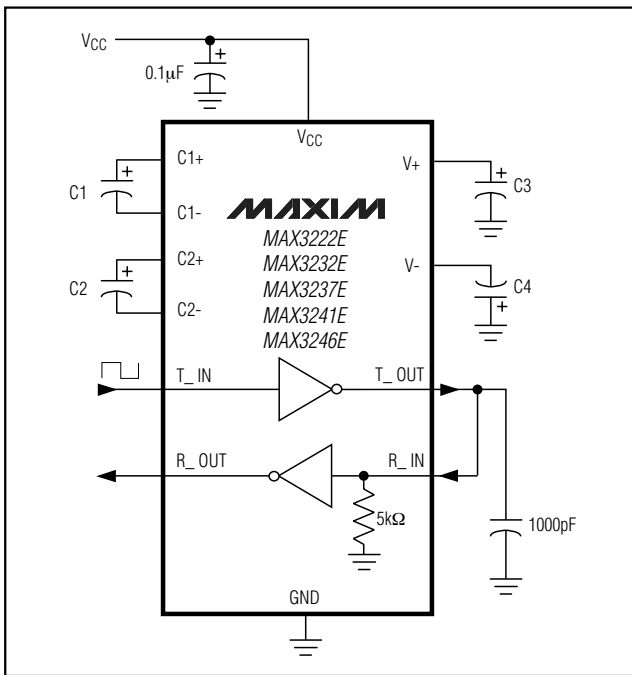 VCC
0.1µF
VCC
C1+
V+
C1
C3
C1-
MAXIM
MAX3222E
MAX3232E
MAX3237E
MAX3241E
MAX3246E
C2+
V-
C2
C4
C2-
T_ IN
T_ OUT
R_ OUT
R_ IN
5kΩ
1000pF
GND